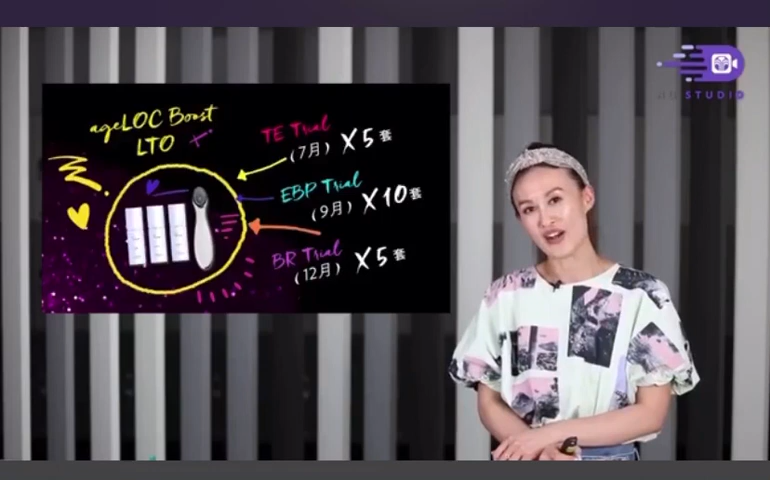 ageLOC Boost
LTO
TE Trial
(7月) X5套
EBP Trial
(9月) X10套
BR Trial
(12月) X5套
STUDIO